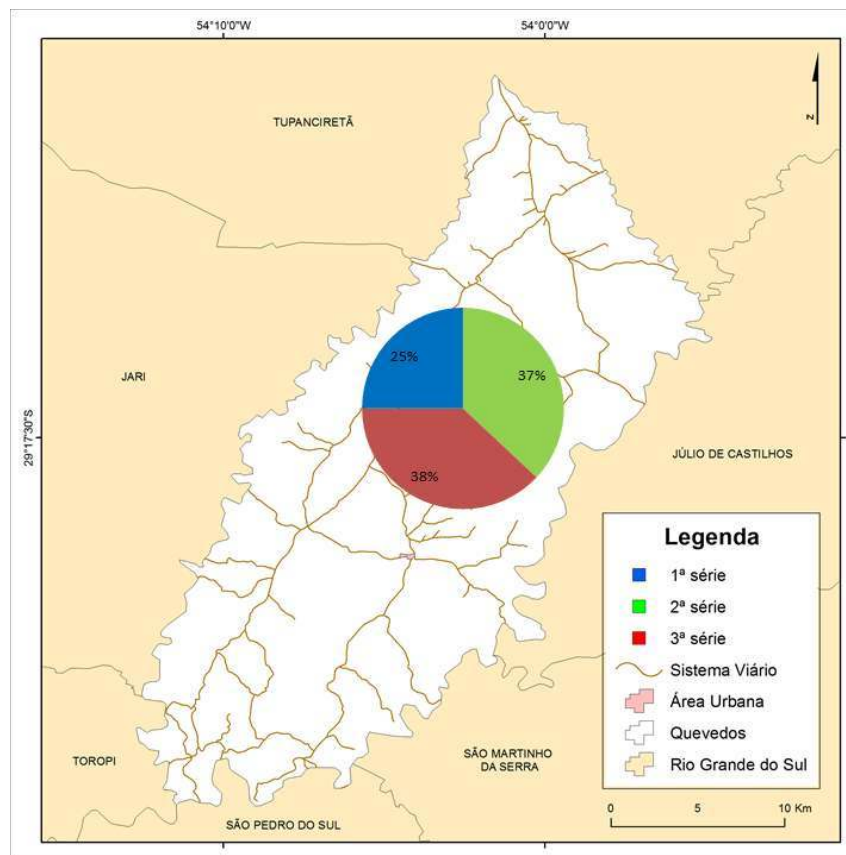 54°10'0"W
54°0'0"W
TUPANCIRETÃ
N
25%
37%
JARI
29°17'30"S
JÚLIO DE CASTILHOS
38%
Legenda
1ª série
2ª série
3ª série
Sistema Viário
Área Urbana
Quevedos
Rio Grande do Sul
TOROPI
SÃO MARTINHO
DA SERRA
0 5 10 Km
SÃO PEDRO DO SUL